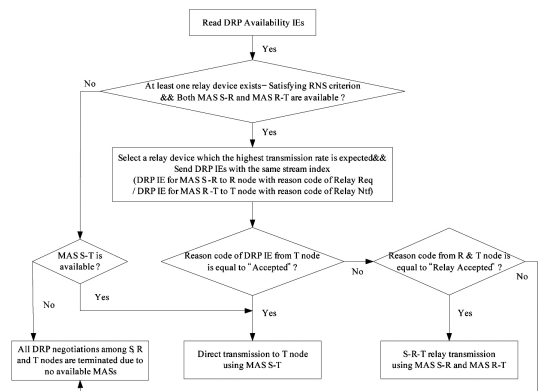 Read DRP Availability IEs
Yes
No
At least one relay device exists– Satisfying RNS criterion
&& Both MAS S-R and MAS R-T are available ?
Yes
Select a relay device which the highest transmission rate is expected&&
Send DRP IEs with the same stream index
(DRP IE for MAS S-R to R node with reason code of Relay Req
/ DRP IE for MAS R-T to T node with reason code of Relay Ntf)
MAS S-T is
available ?
Reason code of DRP IE from T node
is equal to "Accepted" ?
No
Reason code from R & T node is
equal to "Relay Accepted" ?
No
Yes
No
Yes
Yes
All DRP negotiations among S, R
and T nodes are terminated due to
no available MASs
Direct transmission to T node
using MAS S-T
S-R-T relay transmission
using MAS S-R and MAS R-T